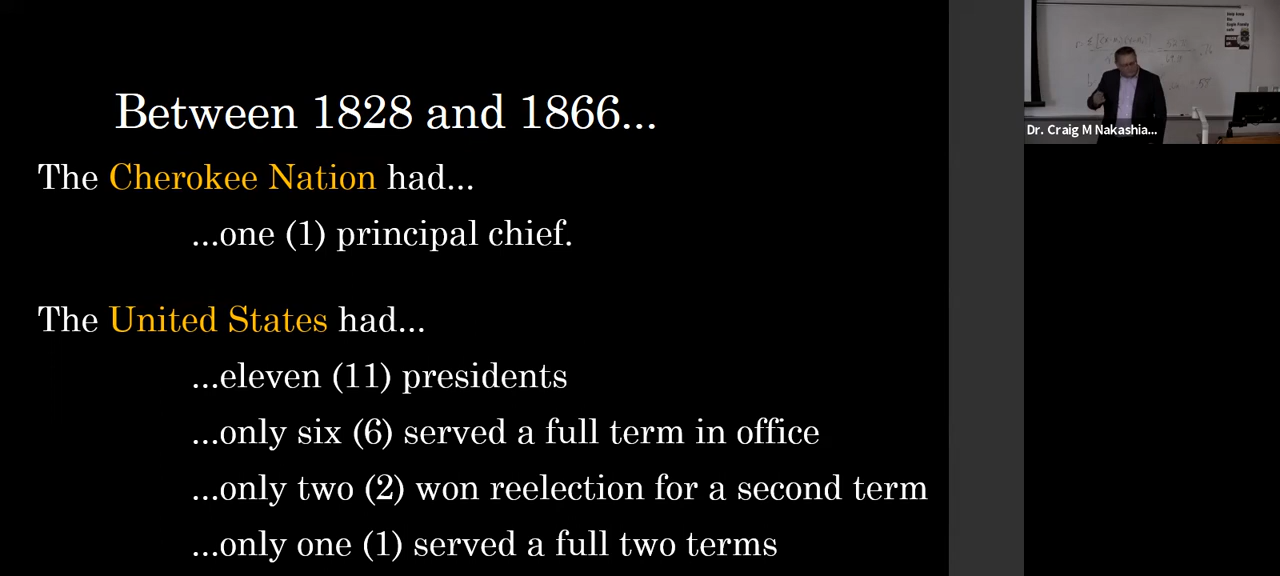 Between 1828 and 1866...
The Cherokee Nation had...
...one (1) principal chief.
The United States had...
...eleven (11) presidents
...only six (6) served a full term in office
...only two (2) won reelection for a second term
...only one (1) served a full two terms
Dr. Craig M Nakashia...